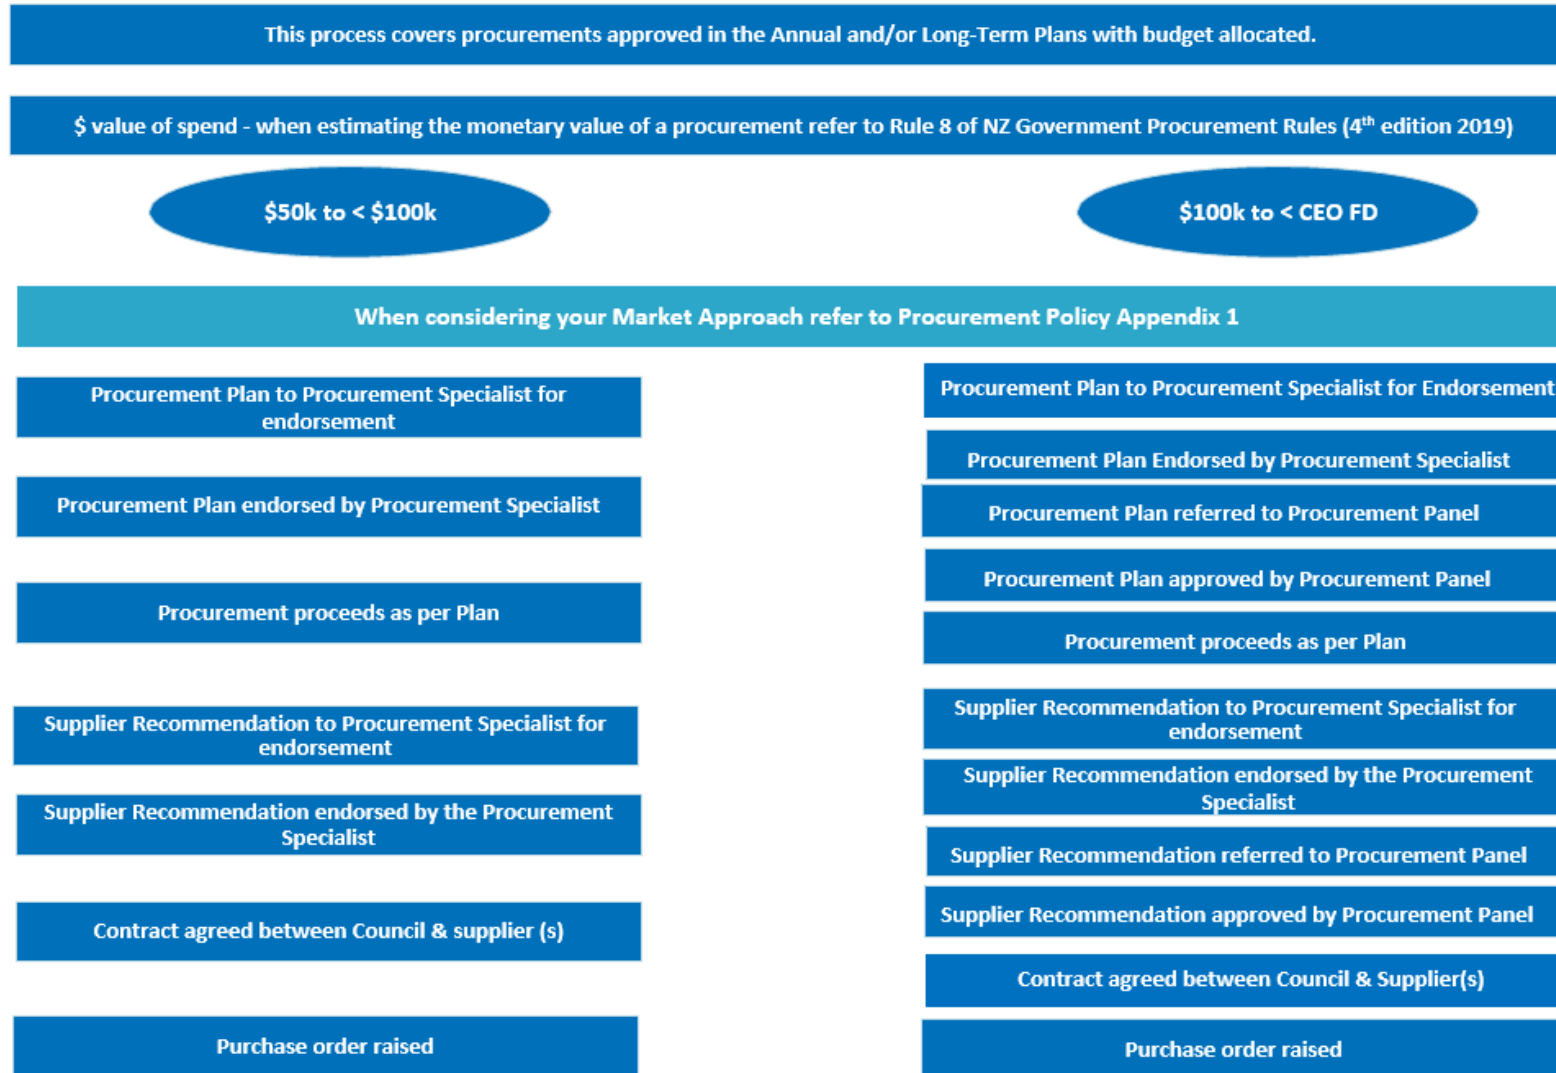 This process covers procurements approved in the Annual and/or Long-Term Plans with budget allocated.
$ value of spend - when estimating the monetary value of a procurement refer to Rule 8 of NZ Government Procurement Rules (4th edition 2019)
$50k to < $100k
$100k to < CEO FD
When considering your Market Approach refer to Procurement Policy Appendix 1
Procurement Plan to Procurement Specialist for
endorsement
Procurement Plan endorsed by Procurement Specialist
Procurement proceeds as per Plan
Supplier Recommendation to Procurement Specialist for
endorsement
Supplier Recommendation endorsed by the Procurement
Specialist
Contract agreed between Council & supplier (s)
Purchase order raised
Procurement Plan to Procurement Specialist for Endorsement
Procurement Plan Endorsed by Procurement Specialist
Procurement Plan referred to Procurement Panel
Procurement Plan approved by Procurement Panel
Procurement proceeds as per Plan
Supplier Recommendation to Procurement Specialist for
endorsement
Supplier Recommendation endorsed by the Procurement
Specialist
Supplier Recommendation referred to Procurement Panel
Supplier Recommendation approved by Procurement Panel
Contract agreed between Council & Supplier(s)
Purchase order raised